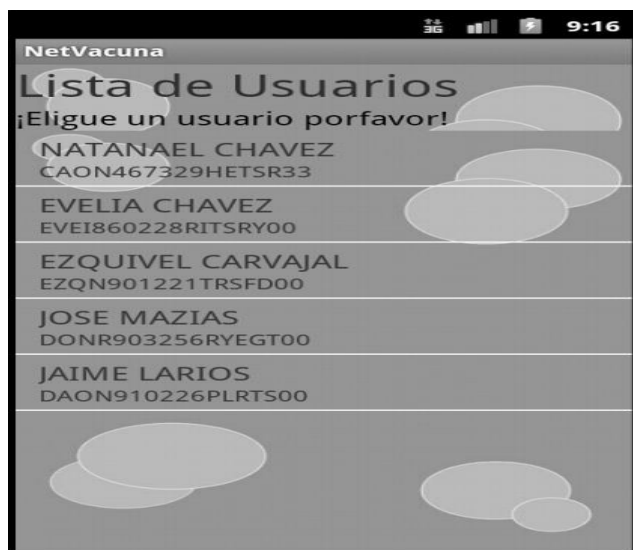 3G 9:16
NetVacuna
Lista de Usuarios
¡Eligue un usuario porfavor!
NATANAEL CHAVEZ
CAON467329HETSR33
EVELIA CHAVEZ
EVEI860228RITSRY00
EZQUIVEL CARVAJAL
EZQN901221TRSFD00
JOSE MAZIAS
DONR903256RYEGT00
JAIME LARIOS
DAON910226PLRTS00